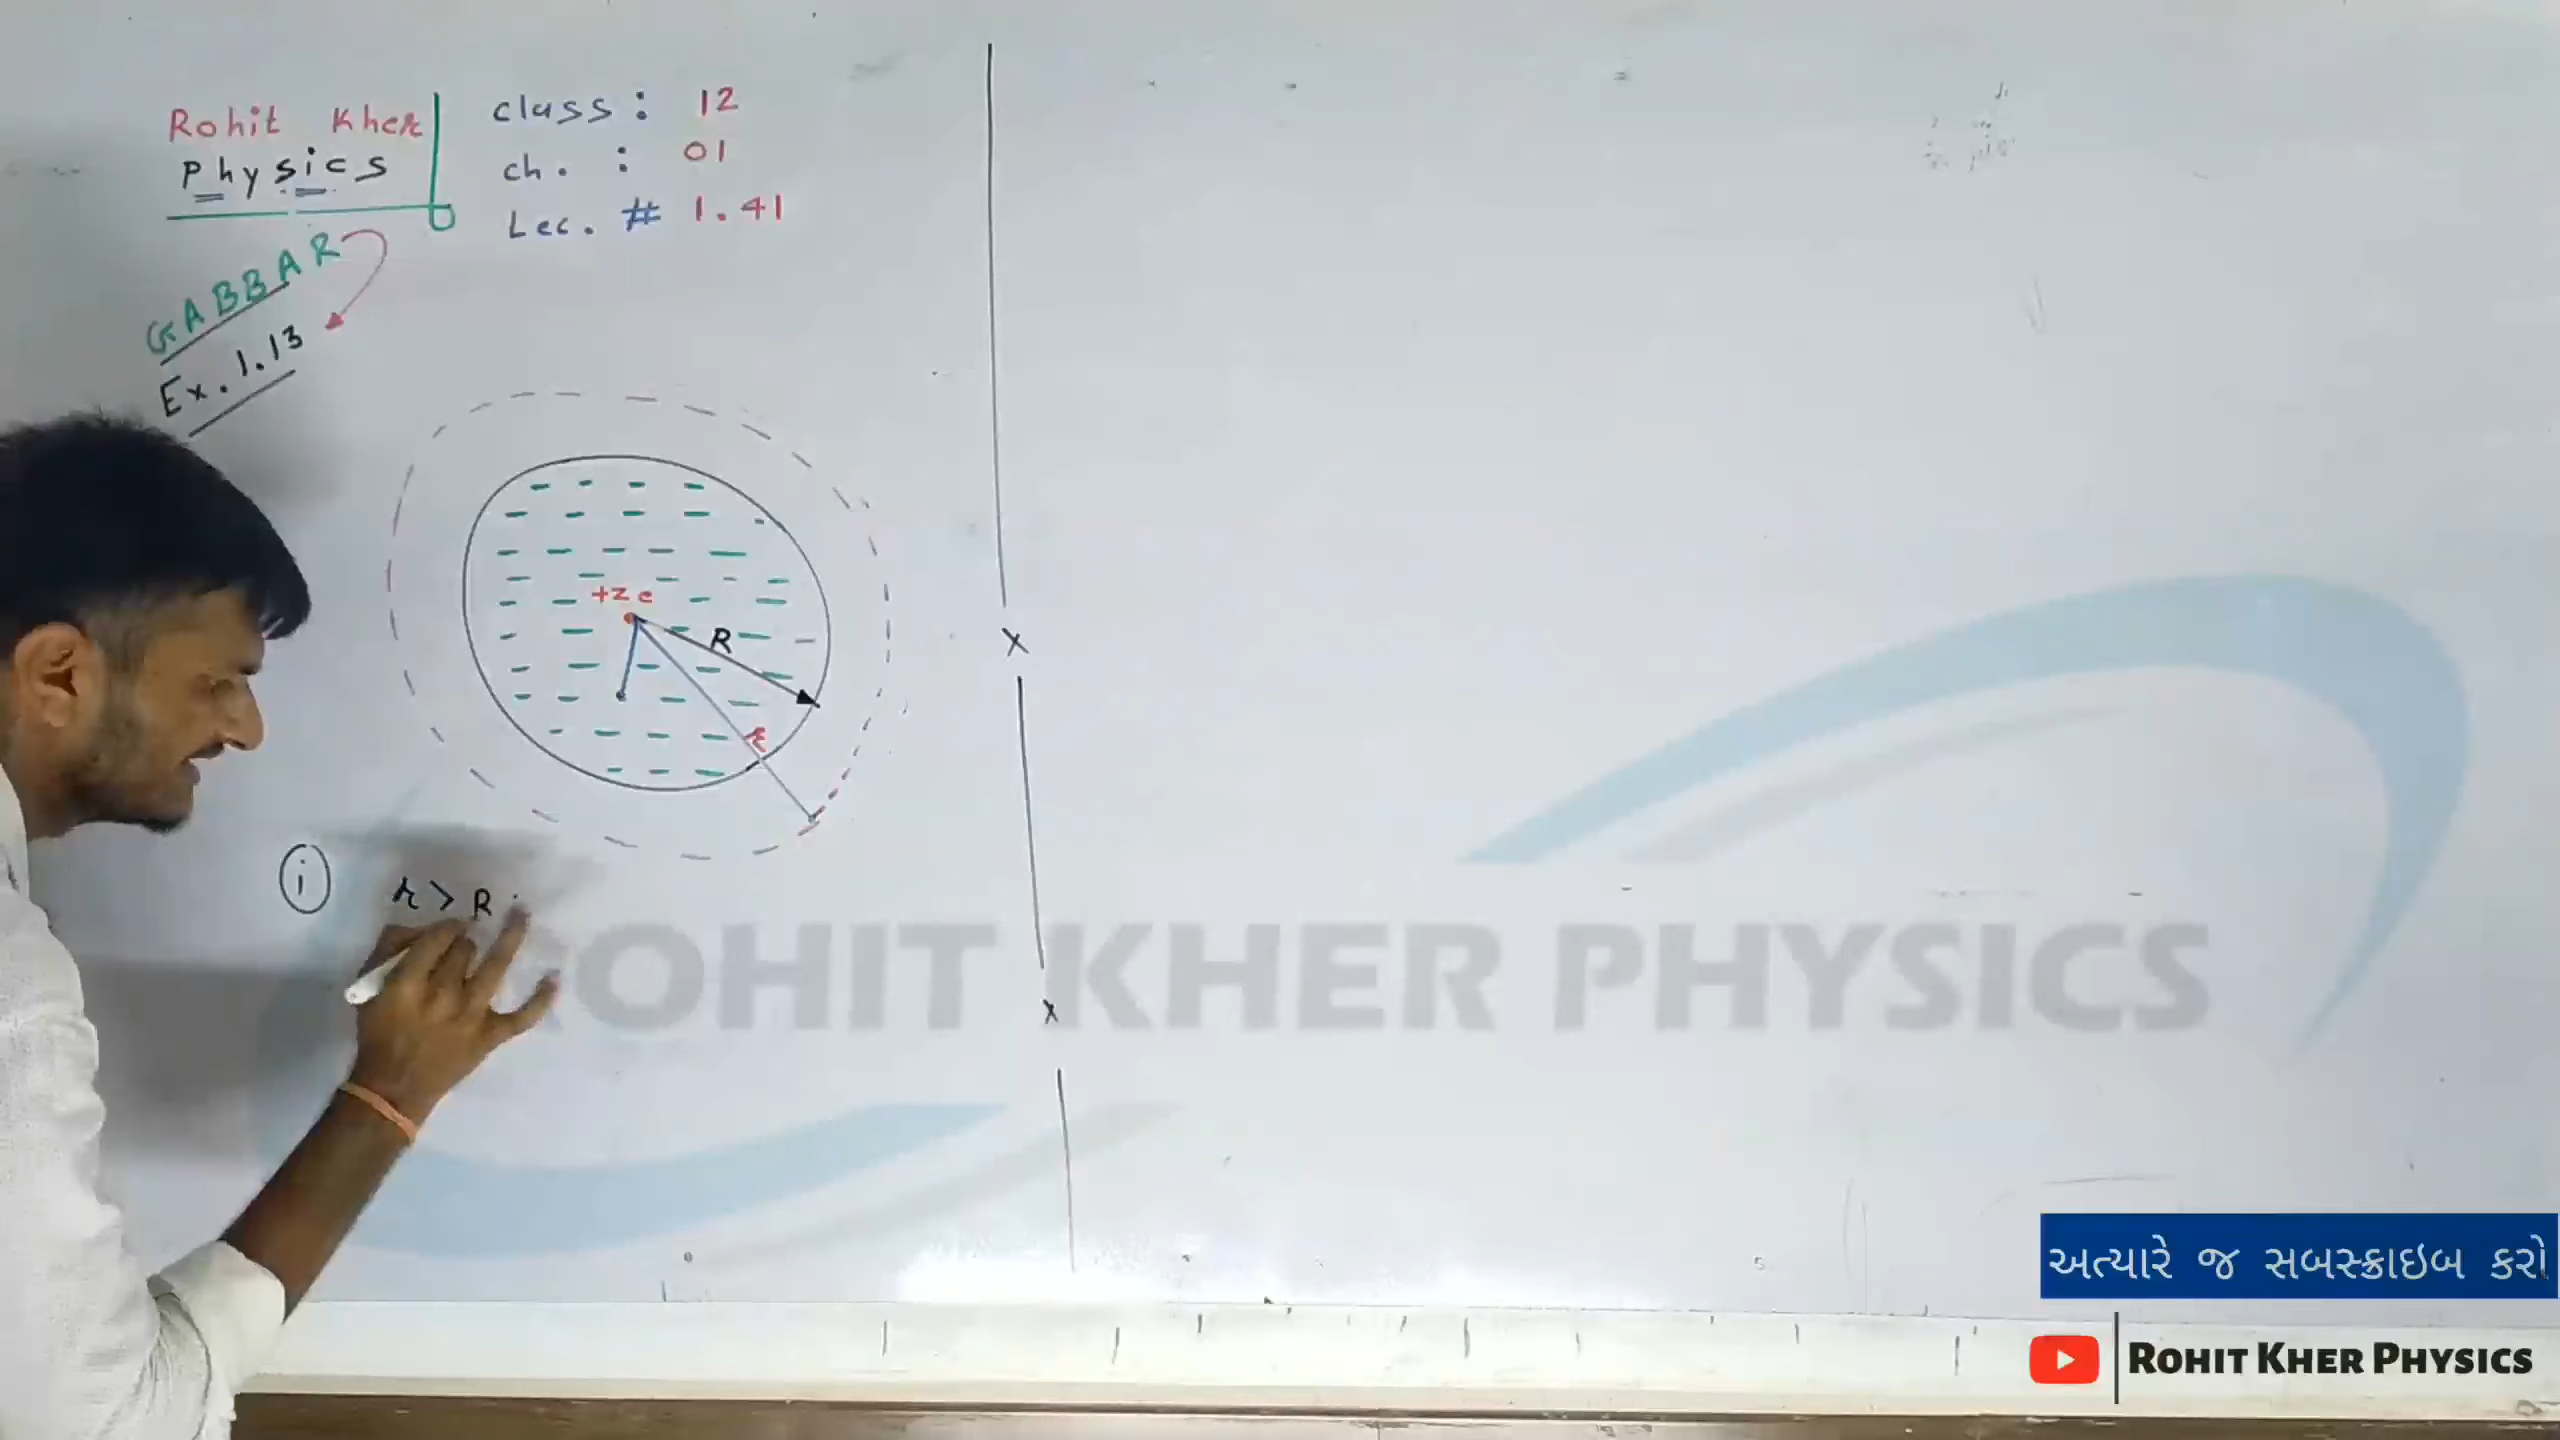 Rohit Kher
Physics
class : 12
ch. : 01
Lec. # 1.41
GABBAR
Ex. 1.13
+ze
R
r
i r > R
x
x
ROHIT KHER PHYSICS
અત્યારે જ સબસ્ક્રાઇબ કરો
ROHIT KHER PHYSICS